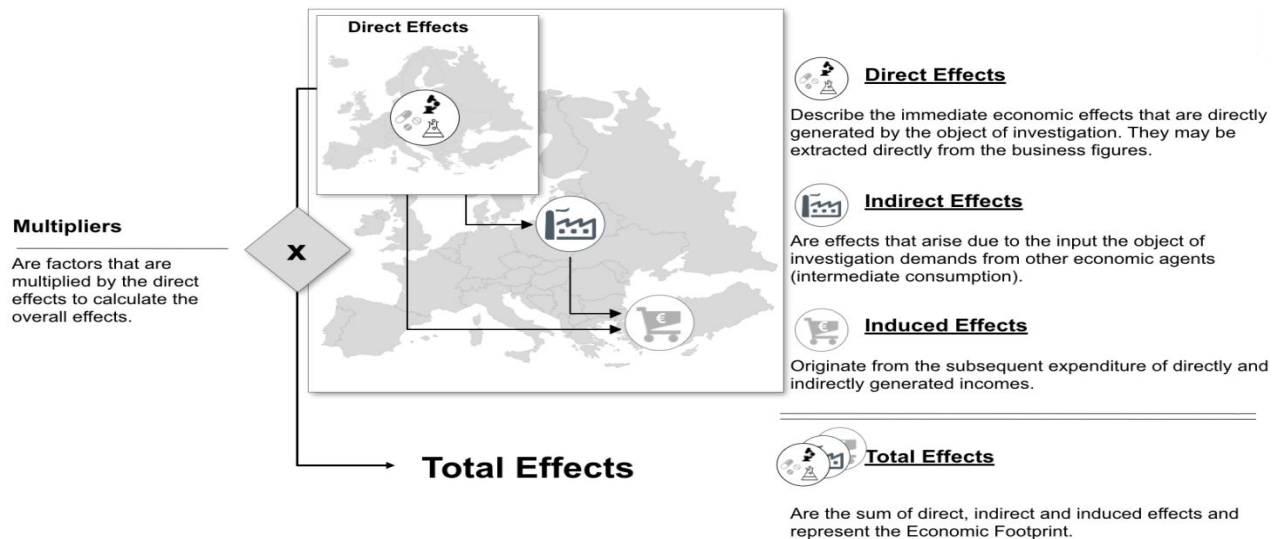 Direct Effects
Multipliers
Are factors that are
multiplied by the direct
effects to calculate the
overall effects.
x
€
Total Effects
Direct Effects
Describe the immediate economic effects that are directly
generated by the object of investigation. They may be
extracted directly from the business figures.
Indirect Effects
Are effects that arise due to the input the object of
investigation demands from other economic agents
(intermediate consumption).
€
Induced Effects
Originate from the subsequent expenditure of directly and
indirectly generated incomes.
Total Effects
Are the sum of direct, indirect and induced effects and
represent the Economic Footprint.